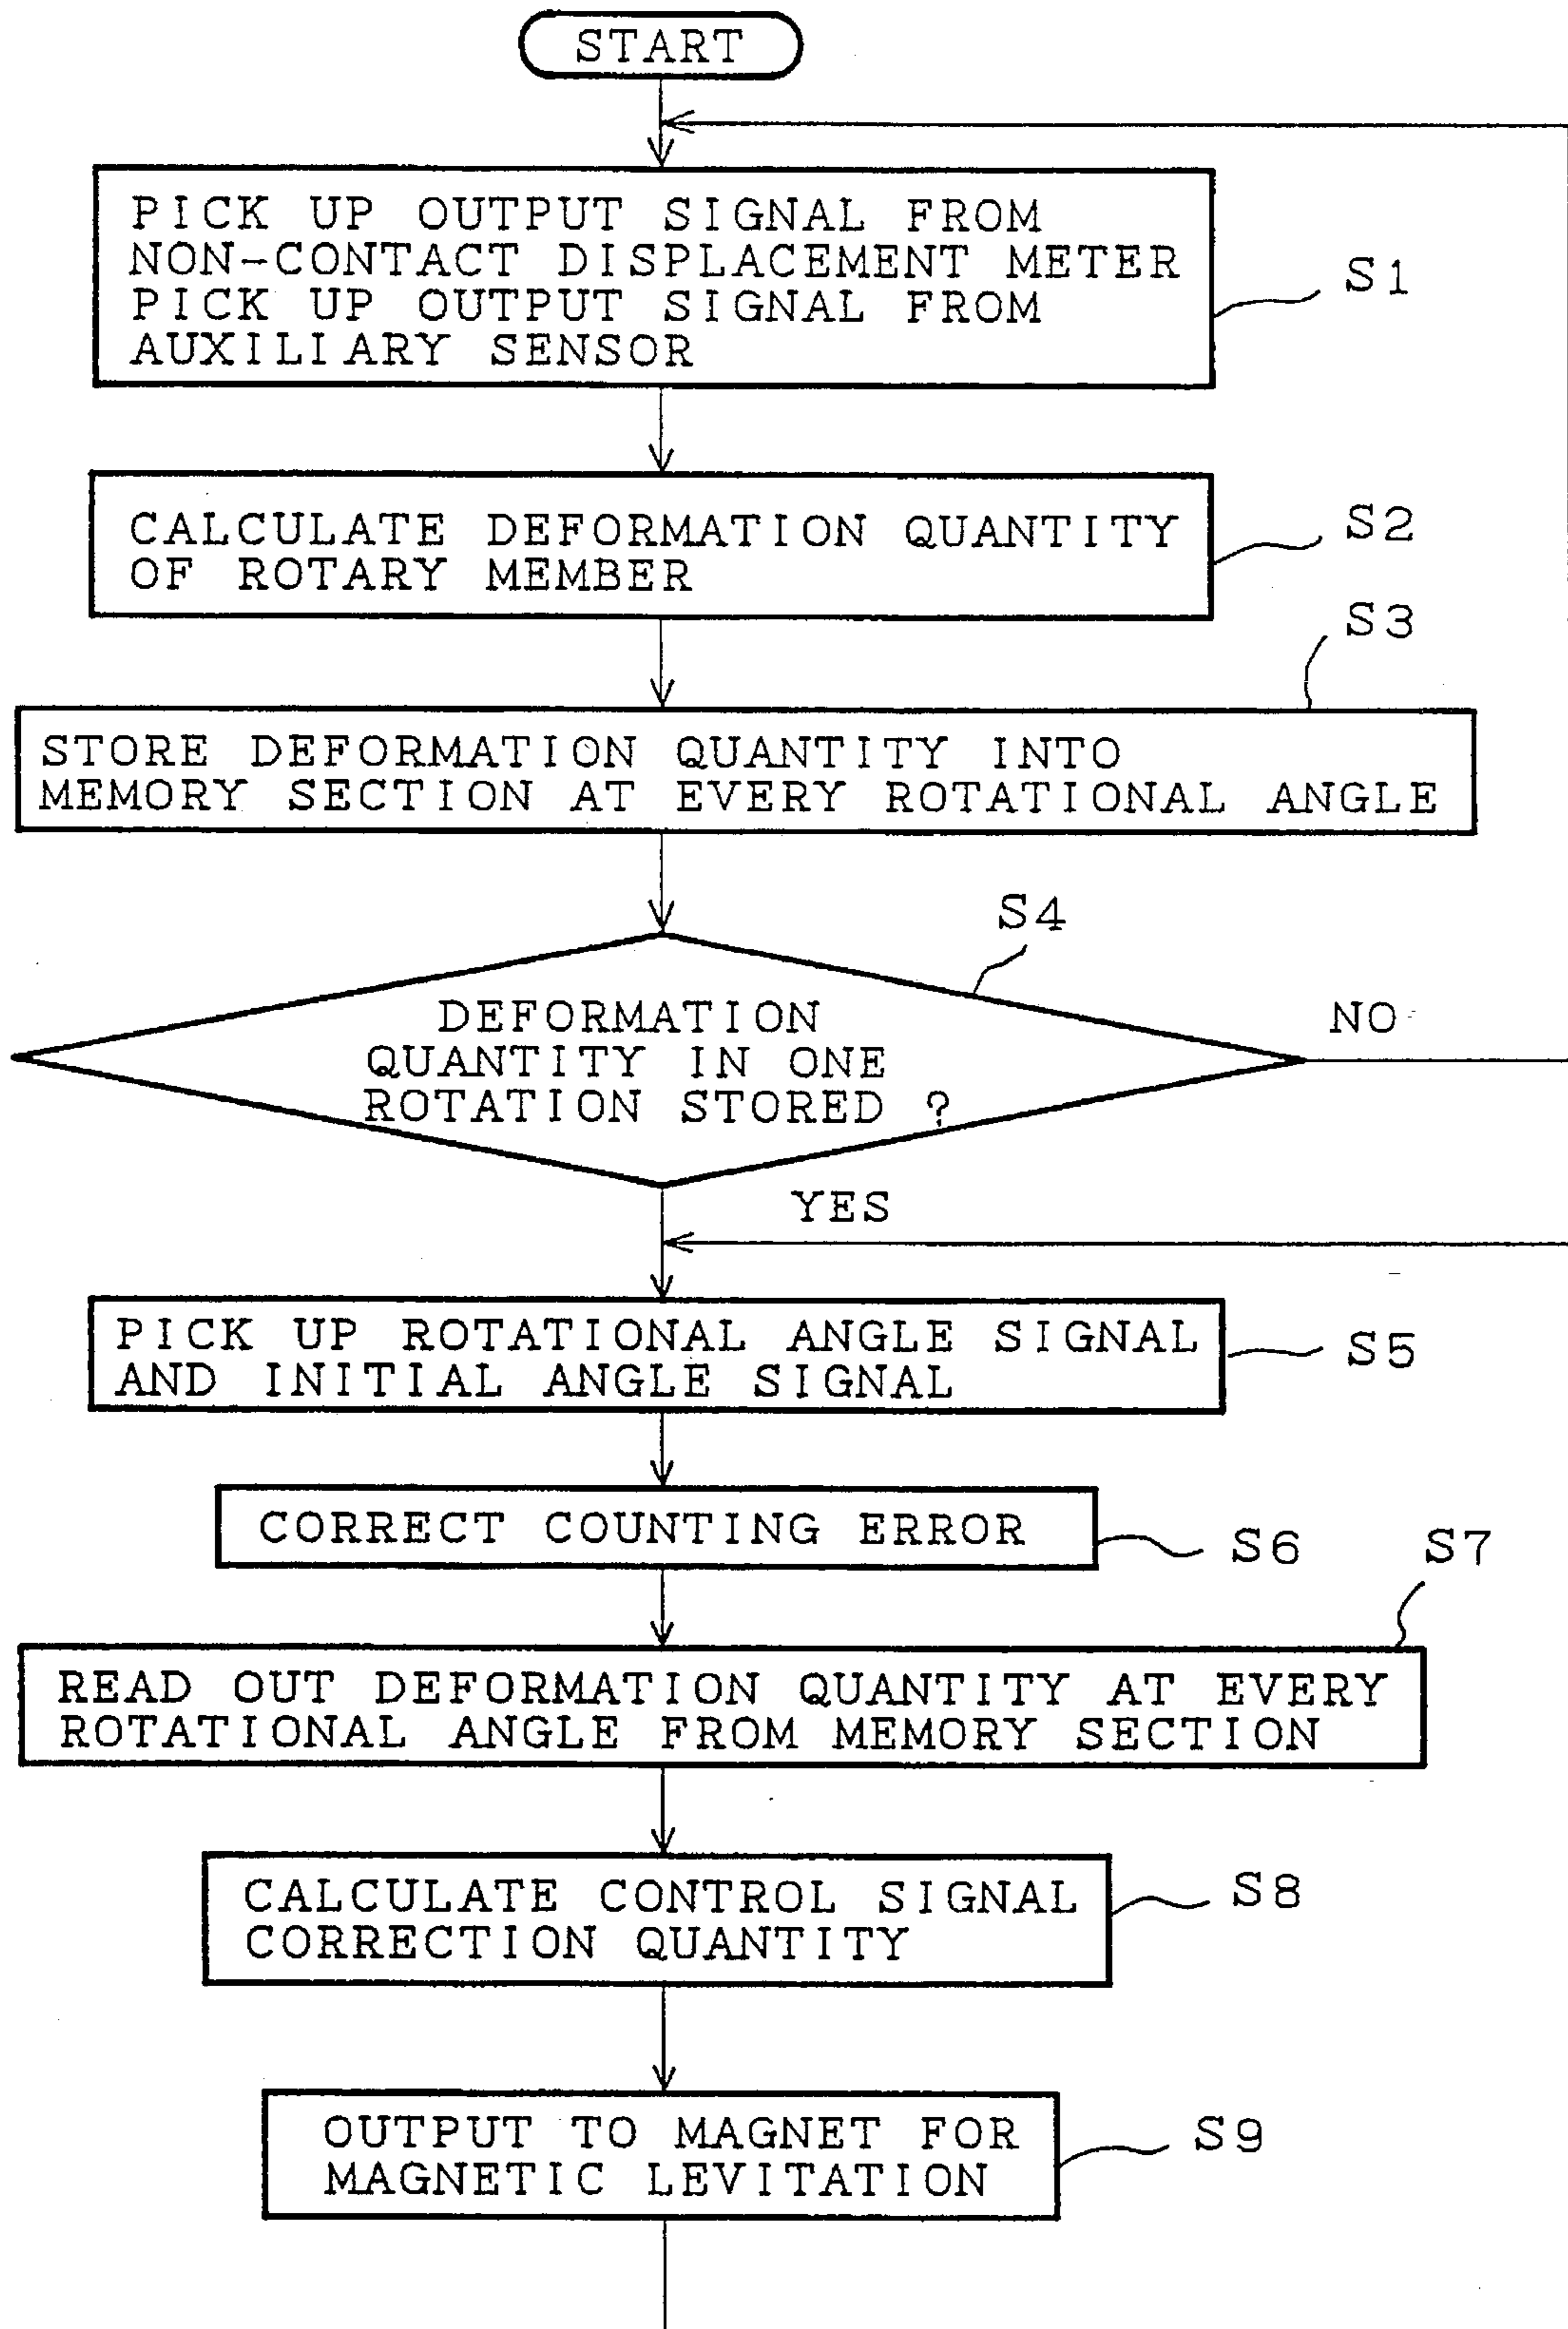 START
PICK UP OUTPUT SIGNAL FROM
NON-CONTACT DISPLACEMENT METER
PICK UP OUTPUT SIGNAL FROM
AUXILIARY SENSOR
S1
CALCULATE DEFORMATION QUANTITY
OF ROTARY MEMBER
S2
S3
STORE DEFORMATION QUANTITY INTO
MEMORY SECTION AT EVERY ROTATIONAL ANGLE
S4
DEFORMATION
QUANTITY IN ONE
ROTATION STORED ?
NO
YES
PICK UP ROTATIONAL ANGLE SIGNAL
AND INITIAL ANGLE SIGNAL
S5
CORRECT COUNTING ERROR
S6
S7
READ OUT DEFORMATION QUANTITY AT EVERY
ROTATIONAL ANGLE FROM MEMORY SECTION
CALCULATE CONTROL SIGNAL
CORRECTION QUANTITY
S8
OUTPUT TO MAGNET FOR
MAGNETIC LEVITATION
S9